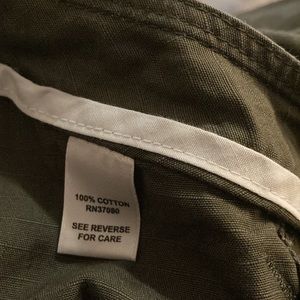 100% COTTON
RN37080
SEE REVERSE
FOR CARE